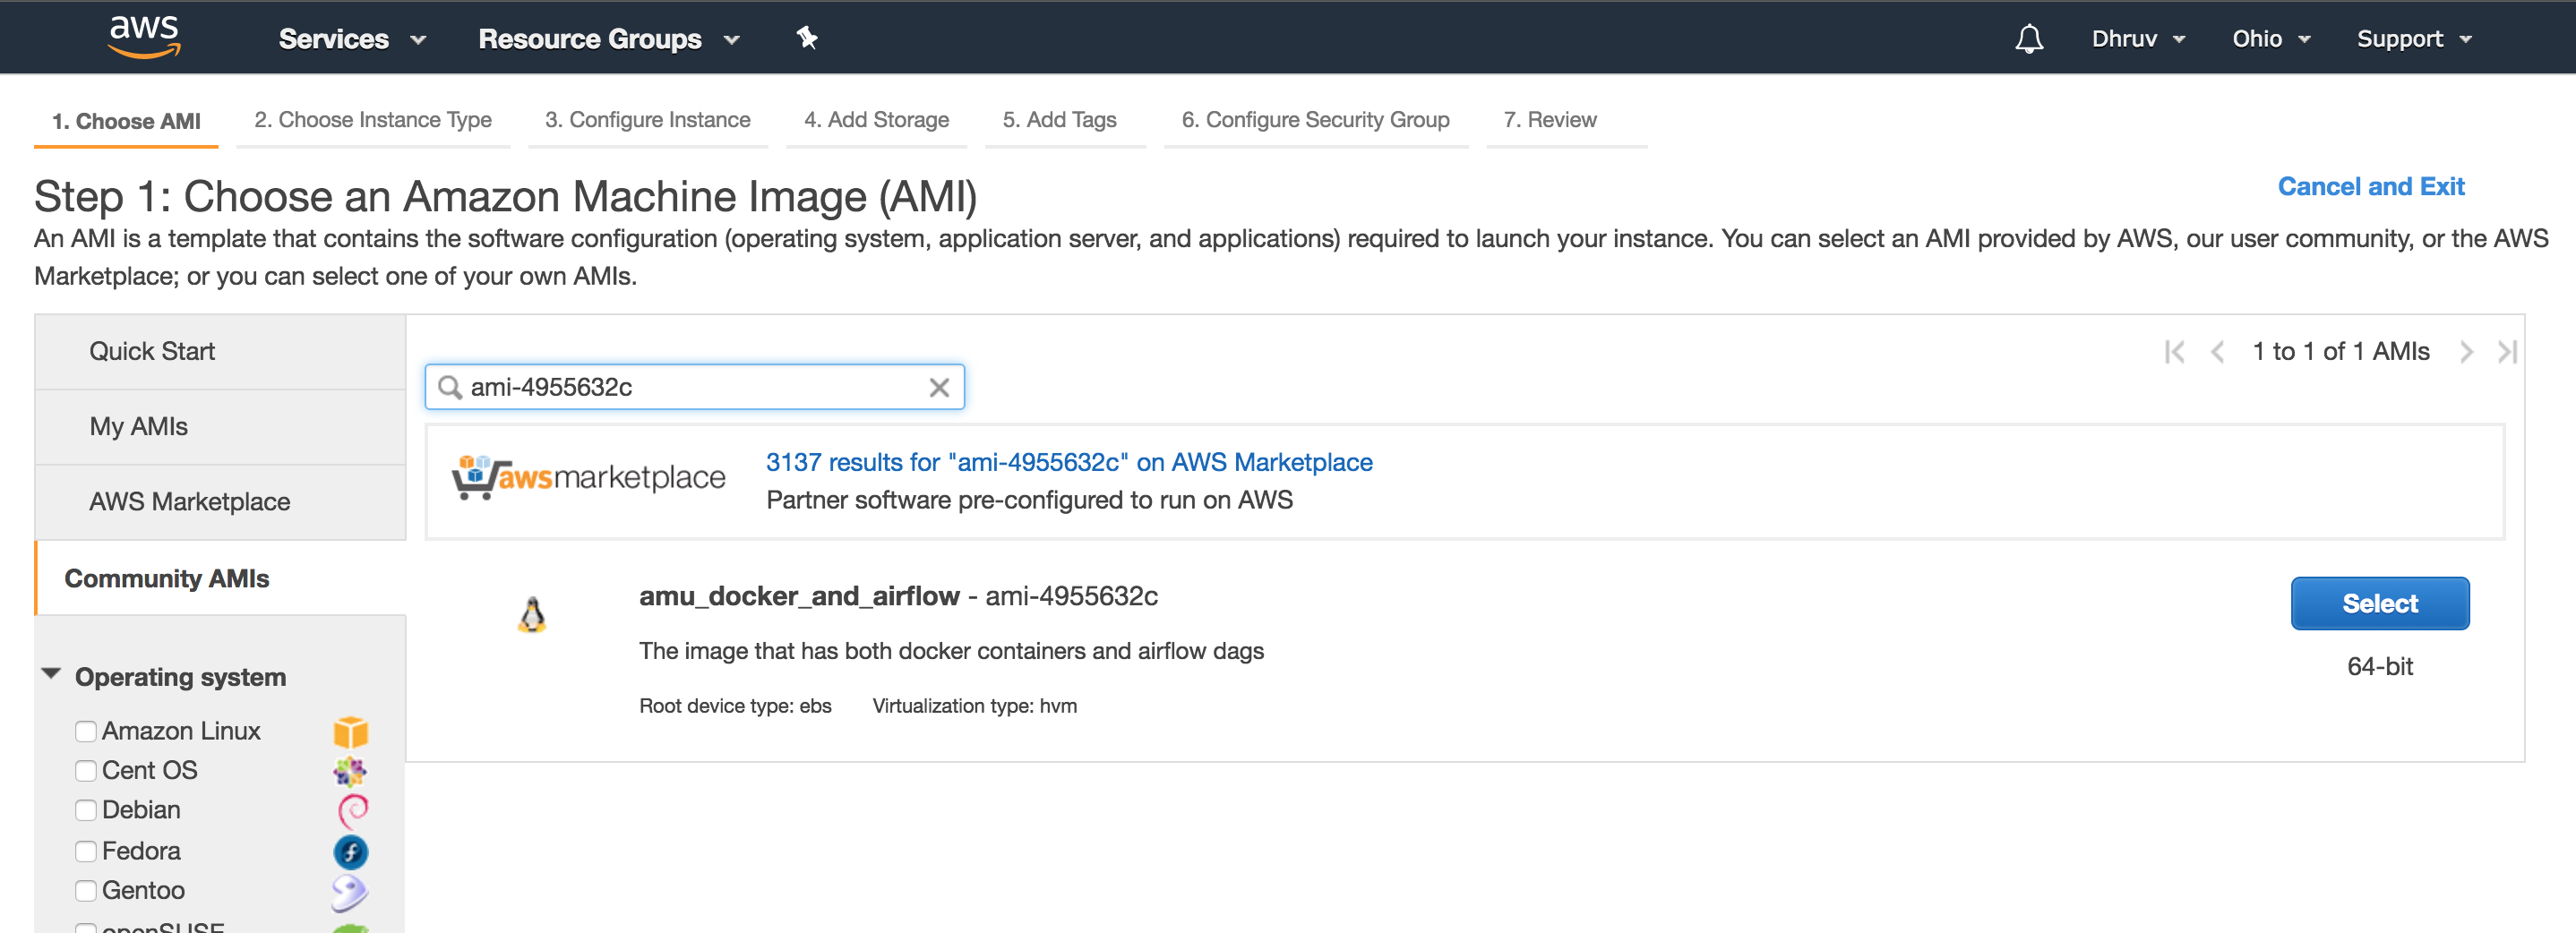 aws
Services
Resource Groups
Dhruv
Ohio
Support
1. Choose AMI
2. Choose Instance Type
3. Configure Instance
4. Add Storage
5. Add Tags
6. Configure Security Group
7. Review
Step 1: Choose an Amazon Machine Image (AMI)
Cancel and Exit
An AMI is a template that contains the software configuration (operating system, application server, and applications) required to launch your instance. You can select an AMI provided by AWS, our user community, or the AWS
Marketplace; or you can select one of your own AMIs.
Quick Start
My AMIs
AWS Marketplace
Community AMIs
Operating system
Amazon Linux
Cent OS
Debian
Fedora
Gentoo
openSUSE
1 to 1 of 1 AMIs
ami-4955632c
awsmarketplace
3137 results for "ami-4955632c" on AWS Marketplace
Partner software pre-configured to run on AWS
amu_docker_and_airflow - ami-4955632c
The image that has both docker containers and airflow dags
Root device type: ebs
Virtualization type: hvm
Select
64-bit